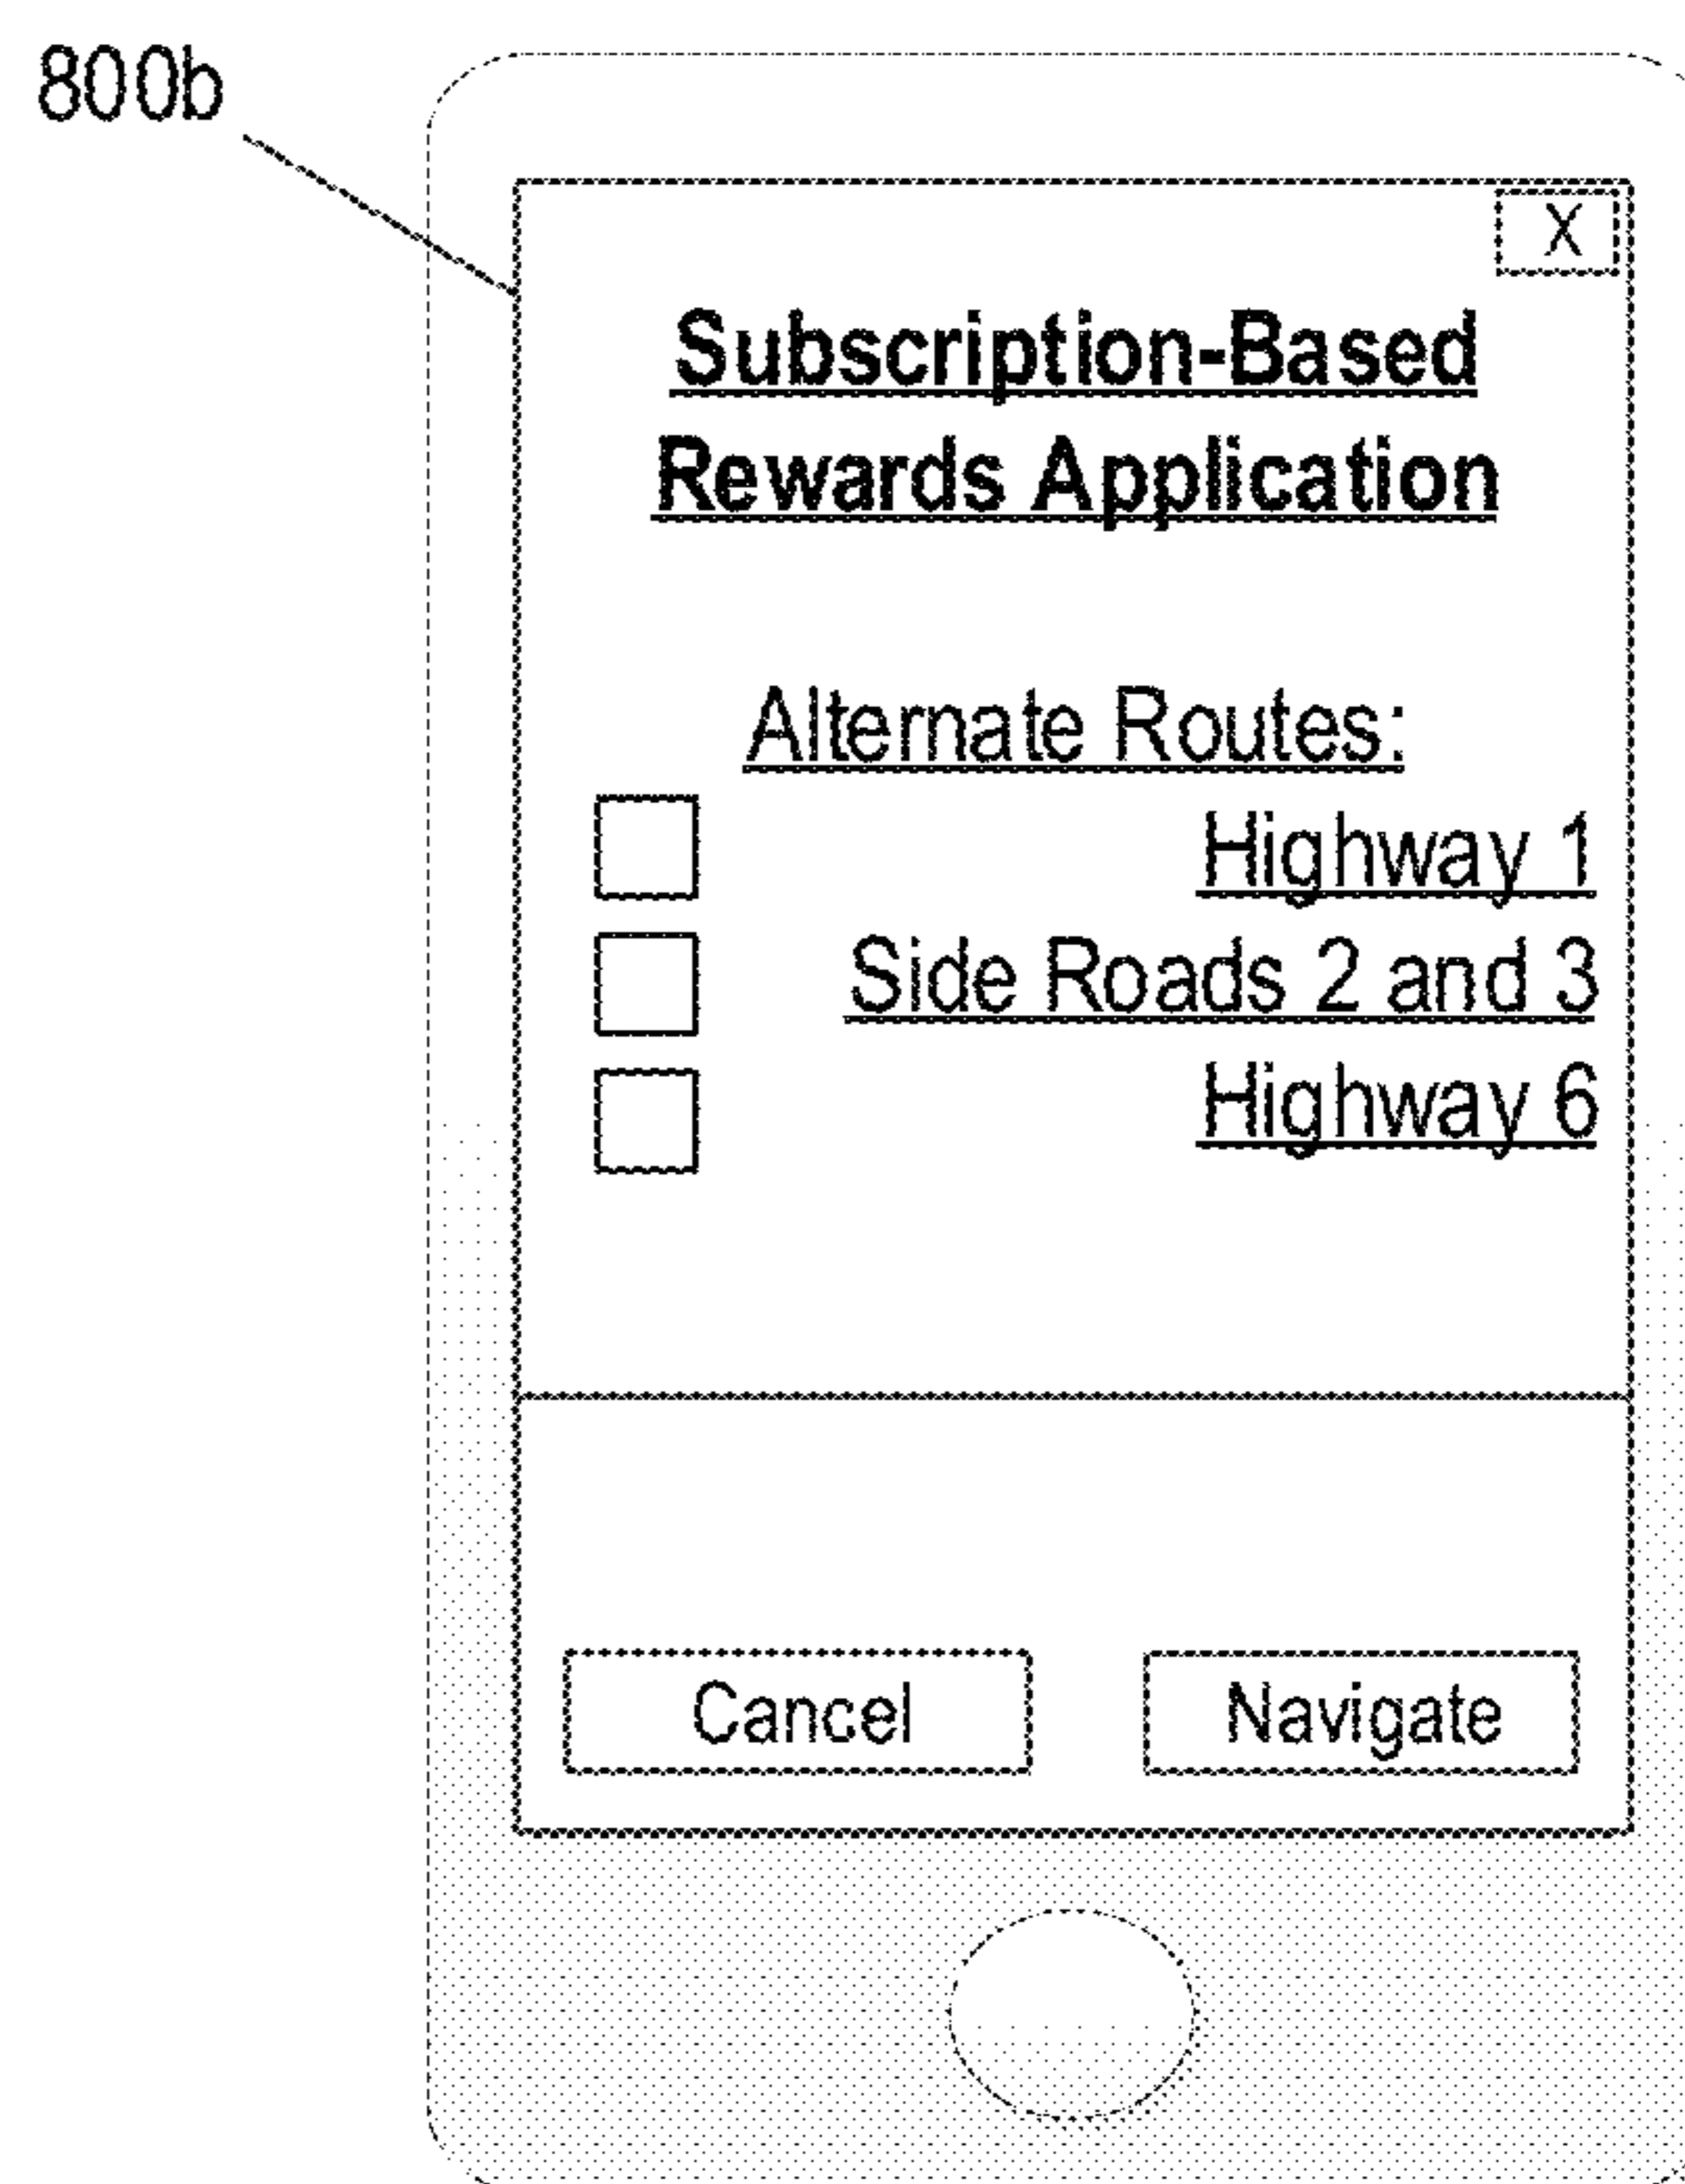 800b
X
Subscription-Based
Rewards Application
Alternate Routes:
Highway 1
Side Roads 2 and 3
Highway 6
Cancel
Navigate